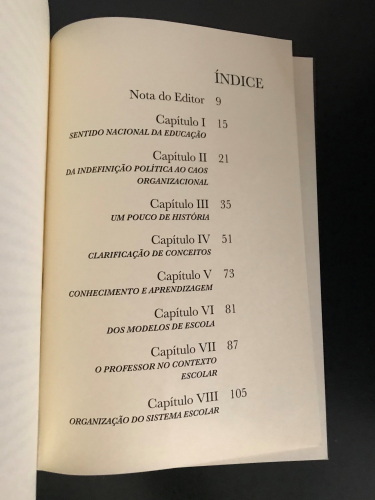 ÍNDICE
Nota do Editor 9
Capítulo I 15
SENTIDO NACIONAL DA EDUCAÇÃO
Capítulo II 21
DA INDEFINIÇÃO POLÍTICA AO CAOS
ORGANIZACIONAL
Capítulo III 35
UM POUCO DE HISTÓRIA
Capítulo IV 51
CLARIFICAÇÃO DE CONCEITOS
Capítulo V 73
CONHECIMENTO E APRENDIZAGEM
Capítulo VI 81
DOS MODELOS DE ESCOLA
Capítulo VII 87
O PROFESSOR NO CONTEXTO
ESCOLAR
Capítulo VIII 105
ORGANIZAÇÃO DO SISTEMA ESCOLAR